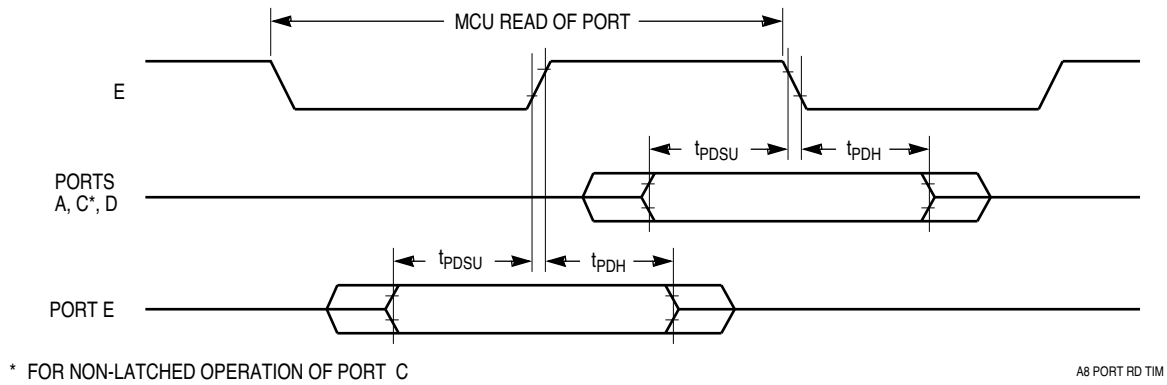 MCU READ OF PORT
E
tPDSU
tPDH
PORTS
A, C*, D
tPDSU
tPDH
PORT E
* FOR NON-LATCHED OPERATION OF PORT C
A8 PORT RD TIM